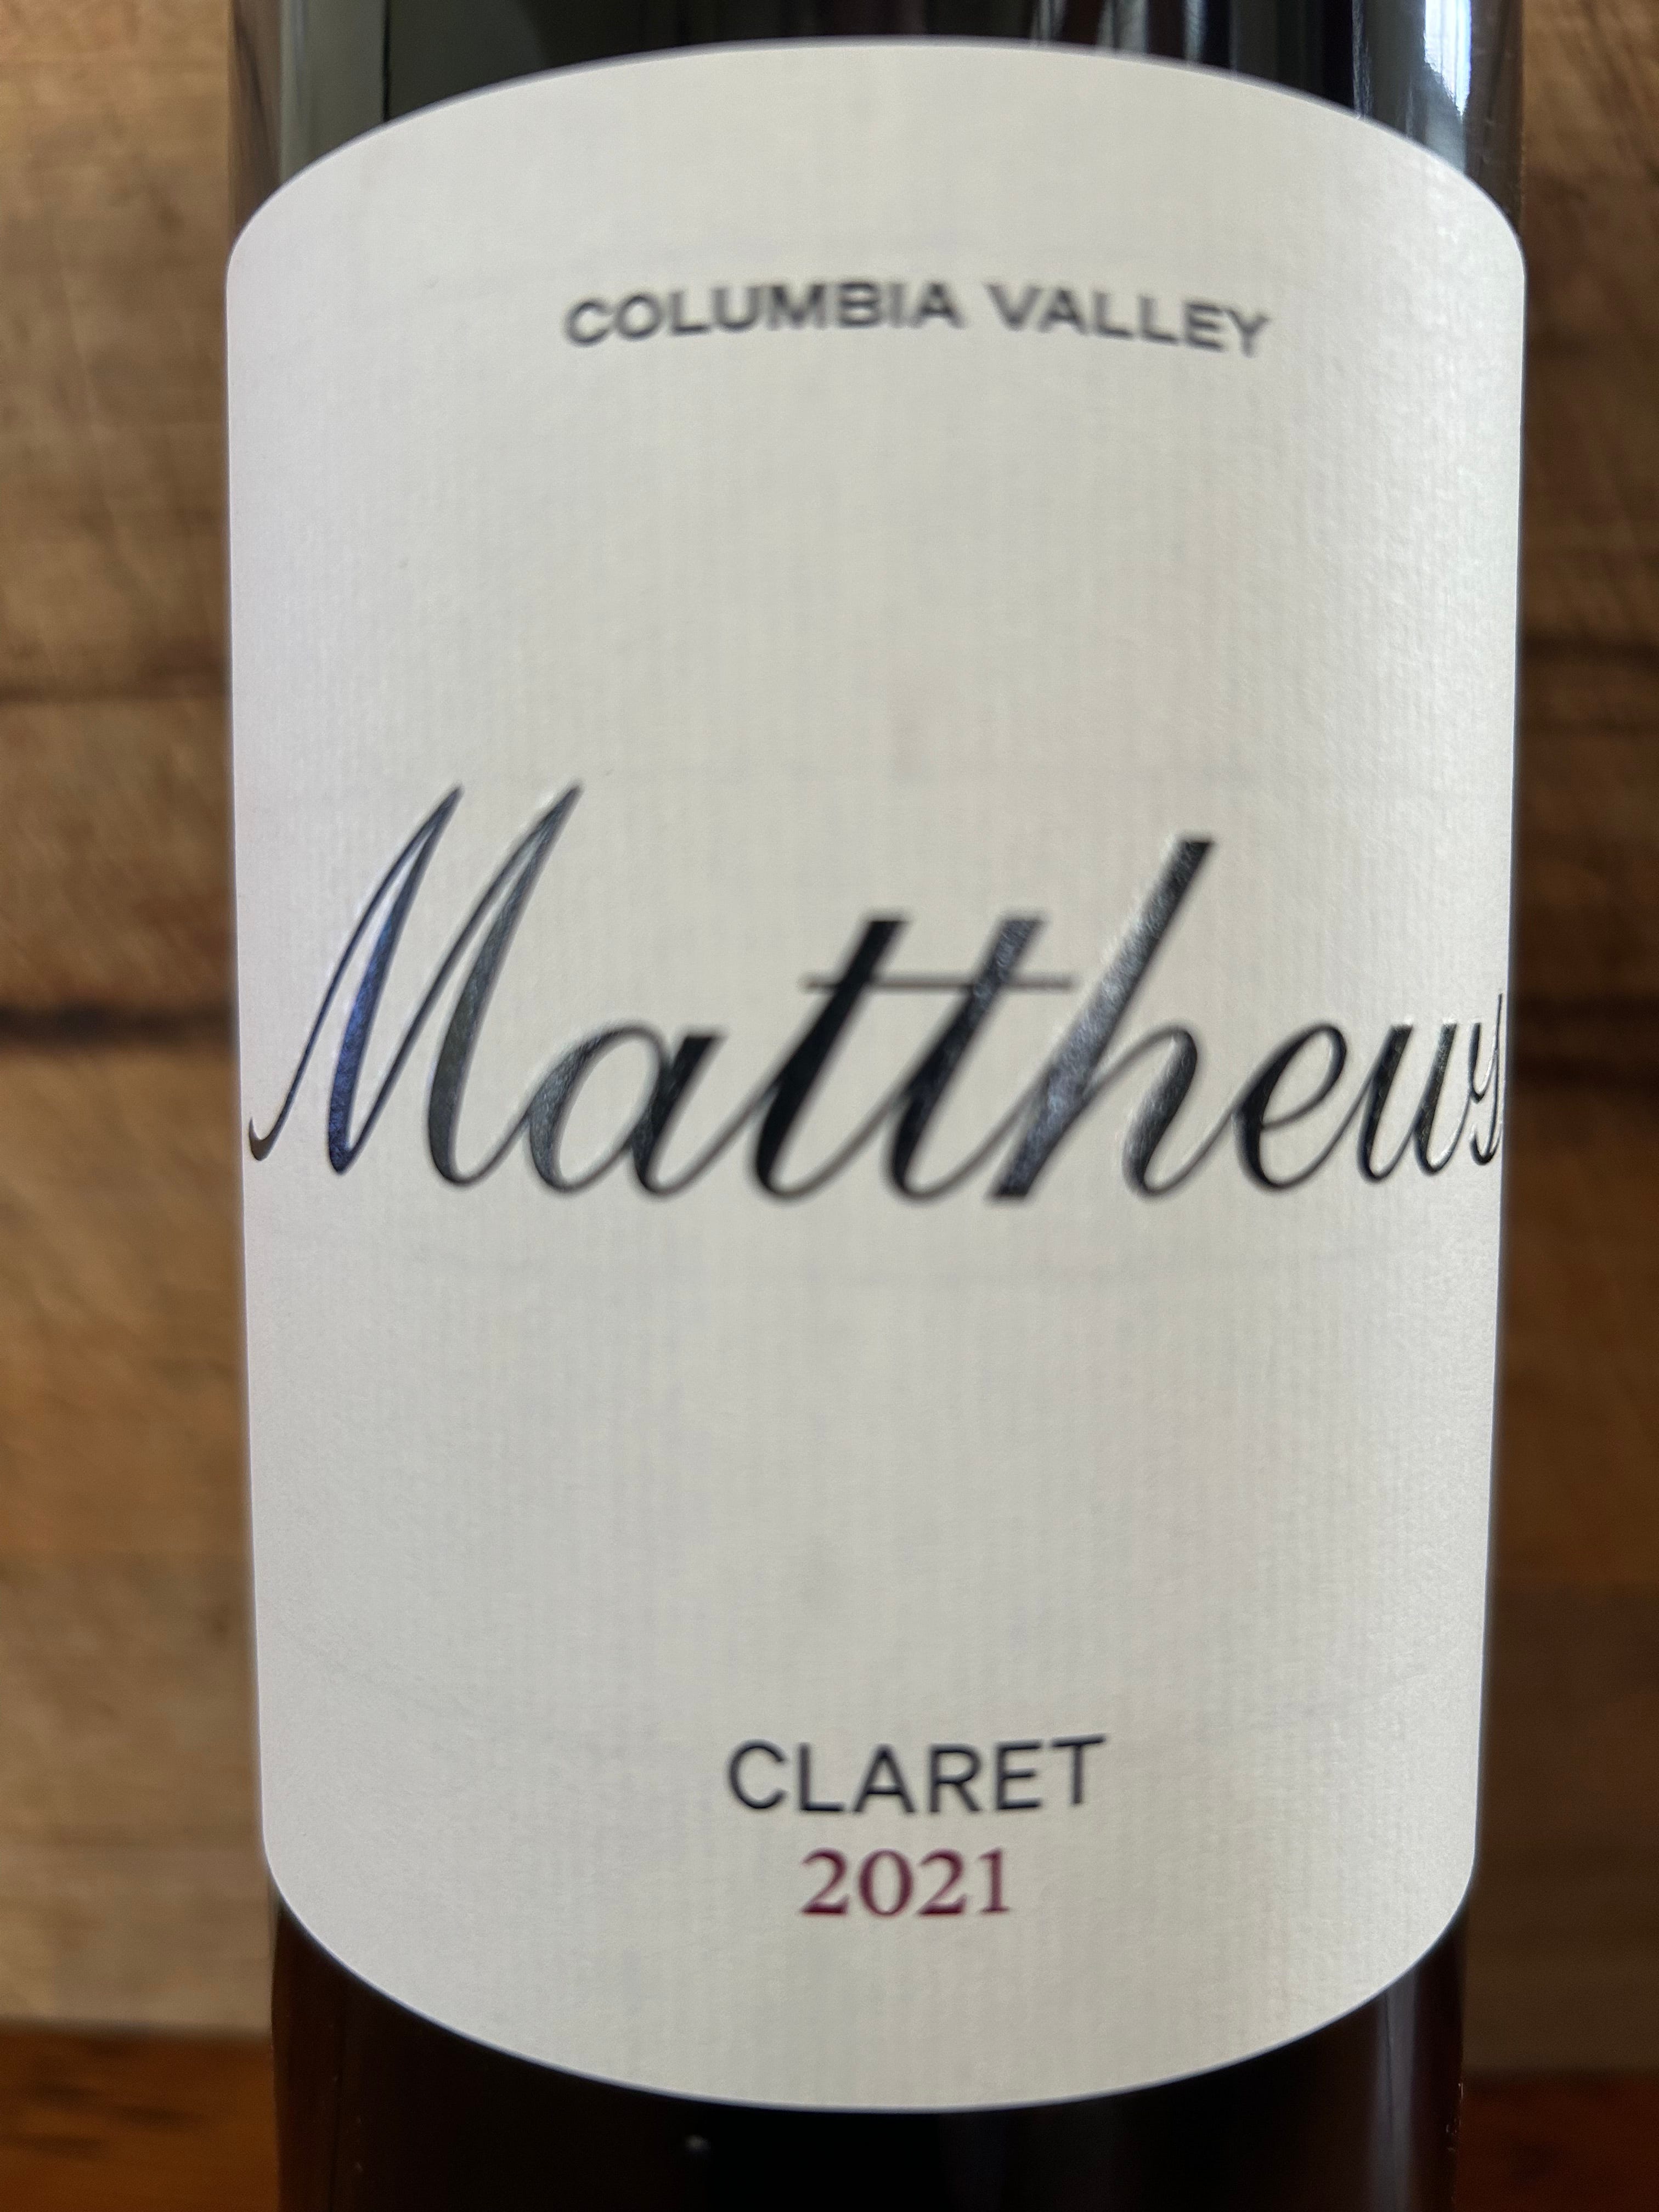 COLUMBIA VALLEY
Matthews
CLARET
2021